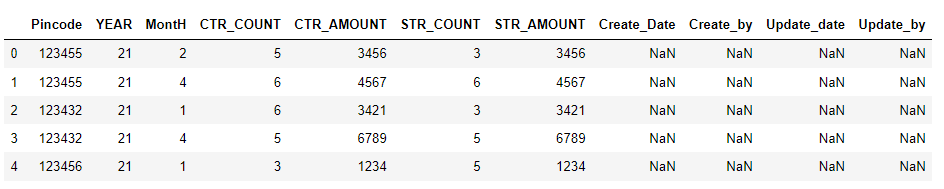 Pincode YEAR MontH CTR_COUNT CTR_AMOUNT STR_COUNT STR_AMOUNT Create_Date Create_by Update_date Update_by
0 123455 21 2 5 3456 3 3456 NaN NaN NaN NaN
1 123455 21 4 6 4567 6 4567 NaN NaN NaN NaN
2 123432 21 1 6 3421 3 3421 NaN NaN NaN NaN
3 123432 21 4 5 6789 5 6789 NaN NaN NaN NaN
4 123456 21 1 3 1234 5 1234 NaN NaN NaN NaN